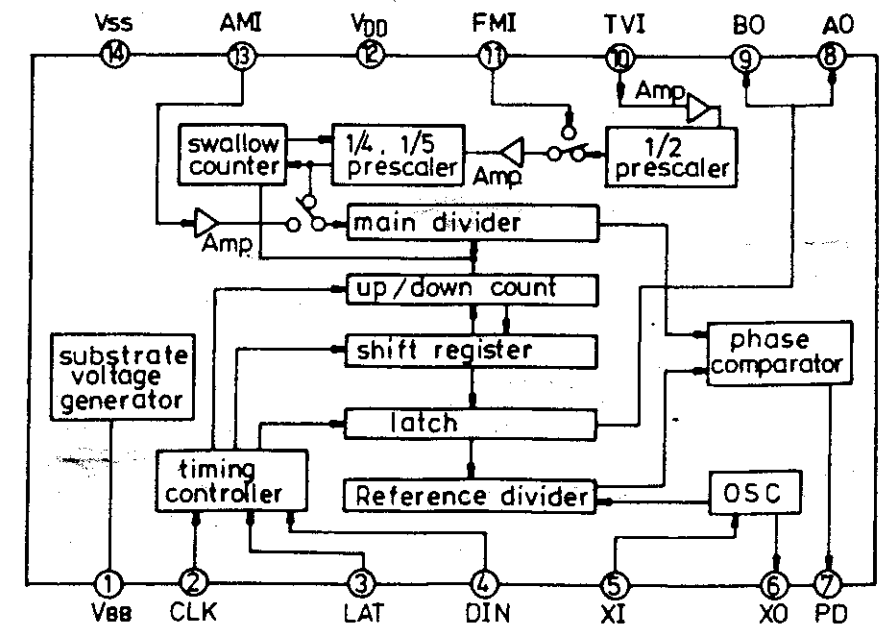 VSS AMI VDD FMI TVI BO AO
14 13 12 11 10 9 8
Amp
swallow
counter
1/4, 1/5
prescaler
Amp
1/2
prescaler
Amp
main divider
up/down count
substrate
voltage
generator
shift register
phase
comparator
latch
timing
controller
Reference divider
OSC
1 2 3 4 5 6 7
VBB CLK LAT DIN XI XO PD